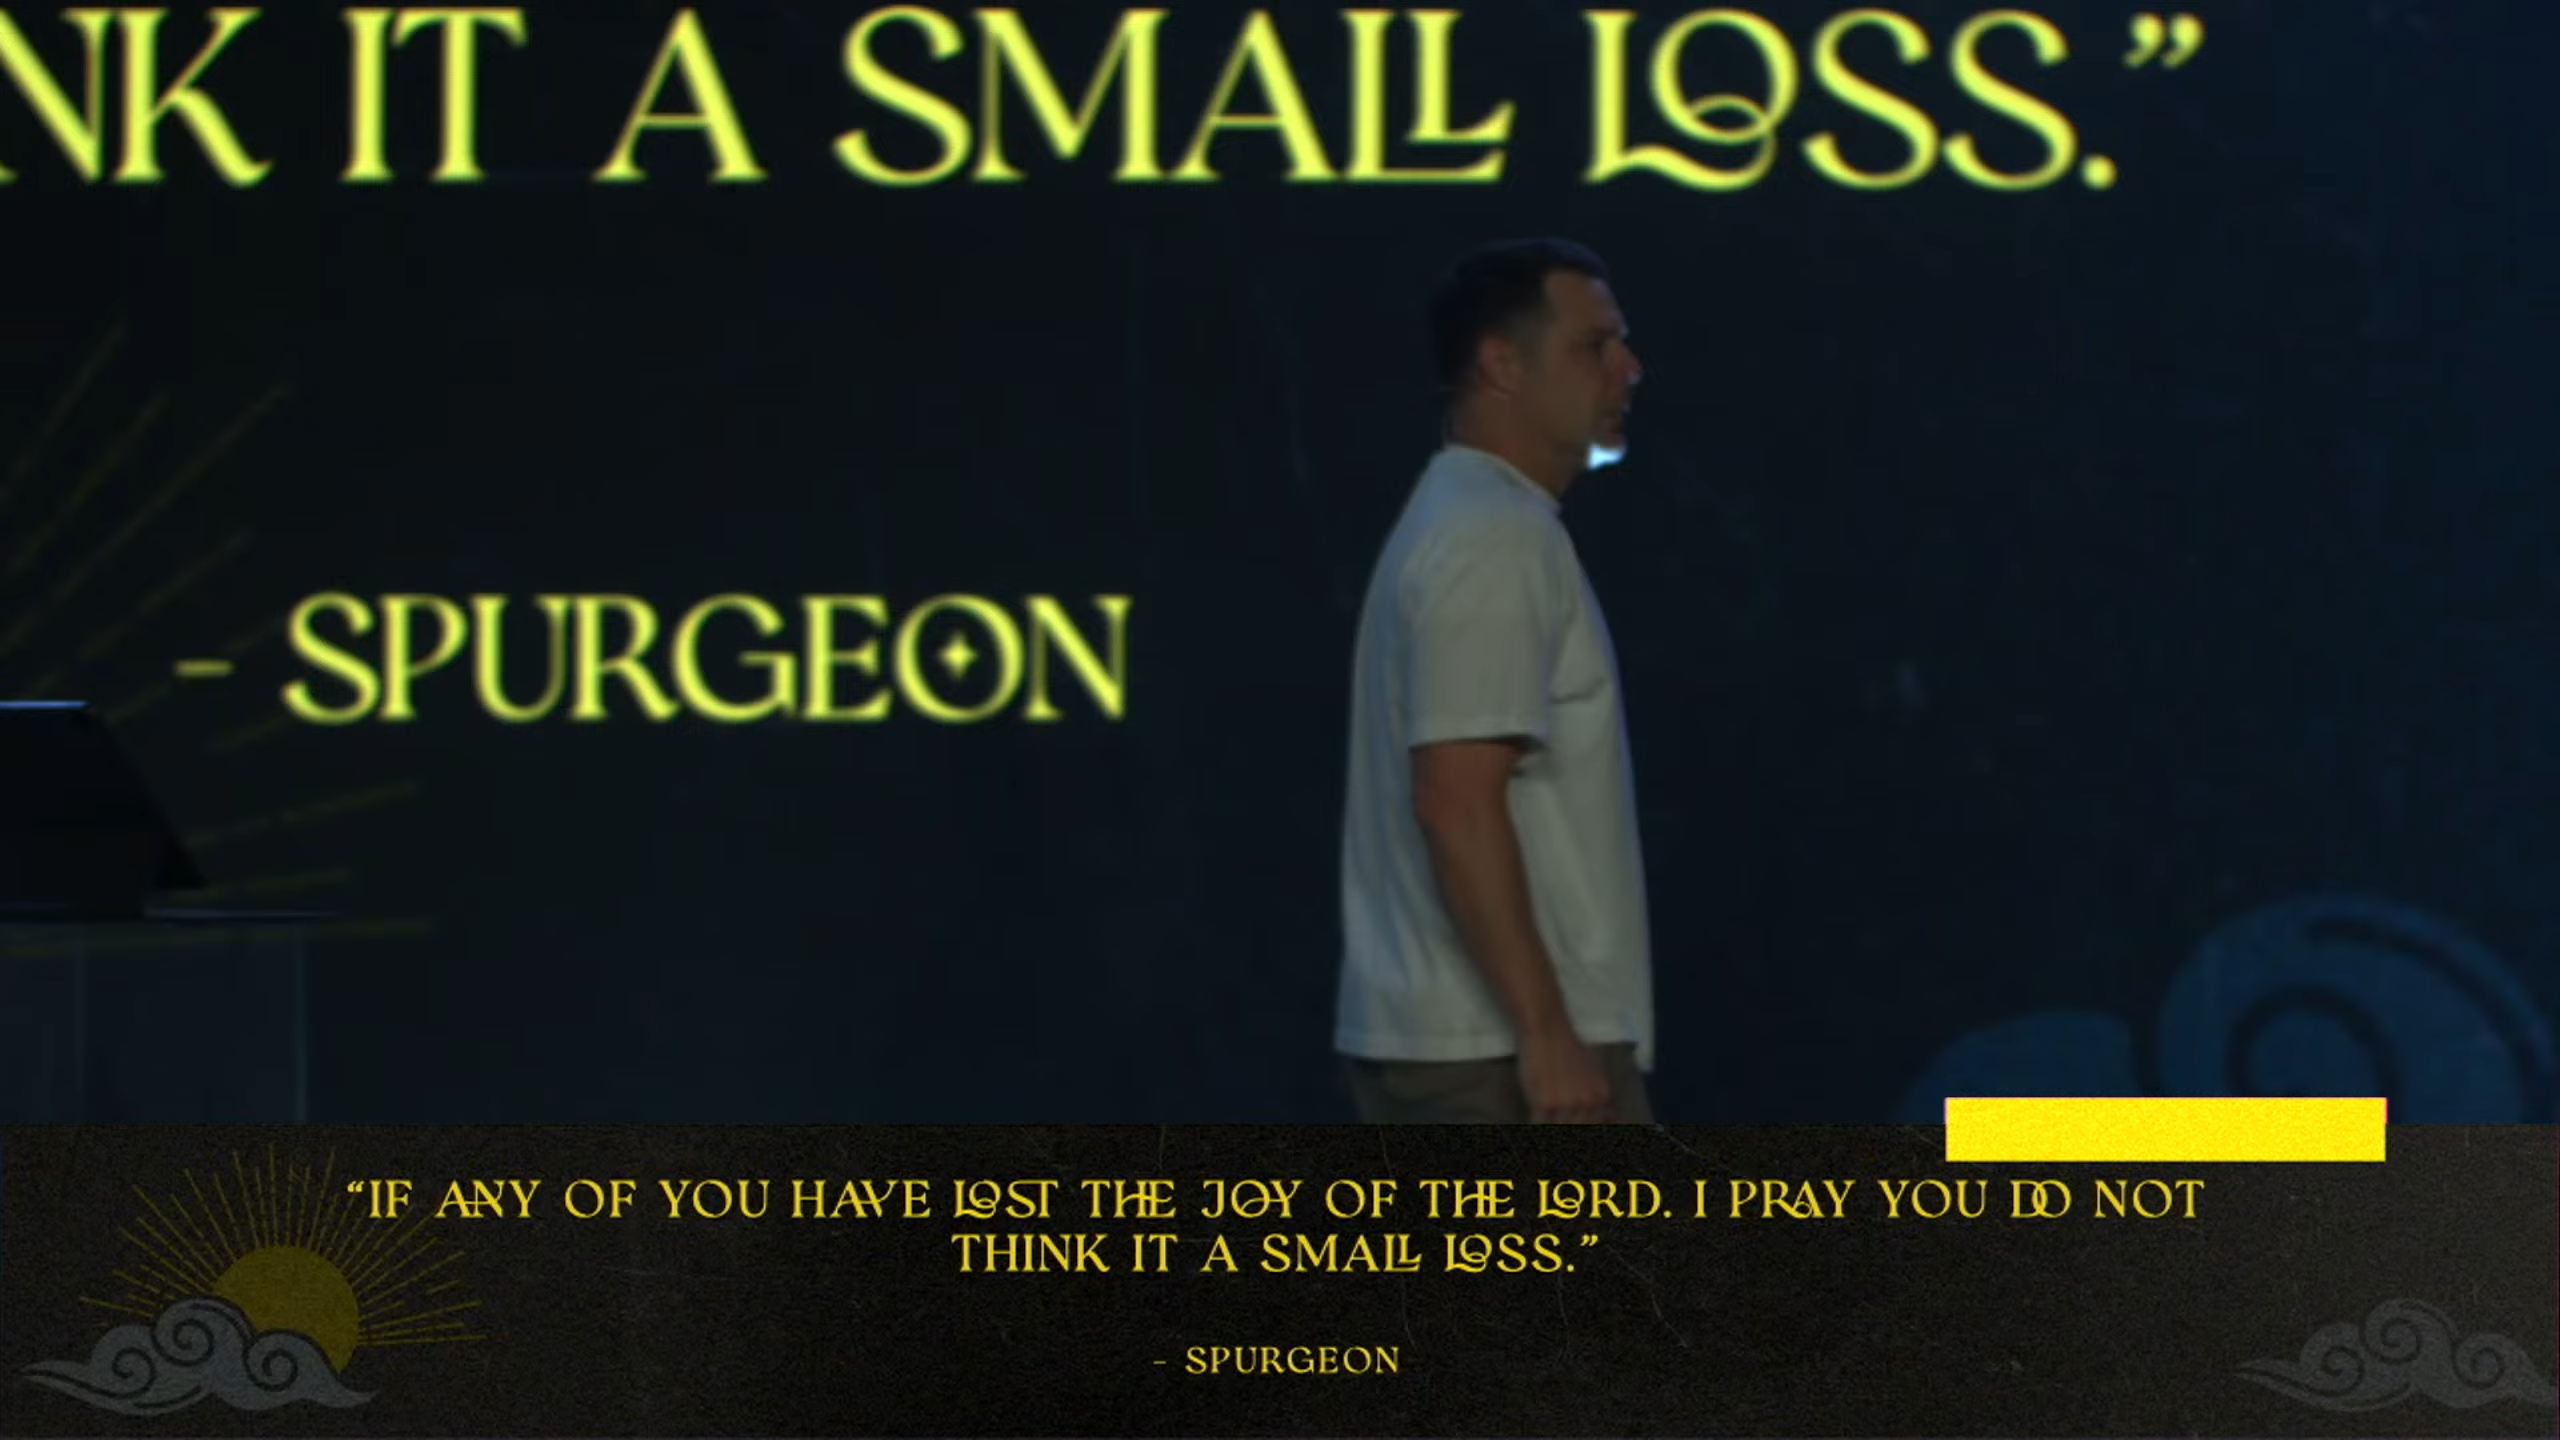 NK IT A SMALL LOSS.”
- SPURGEON
“IF ANY OF YOU HAVE LOST THE JOY OF THE LORD. I PRAY YOU DO NOT
THINK IT A SMALL LOSS.”
- SPURGEON